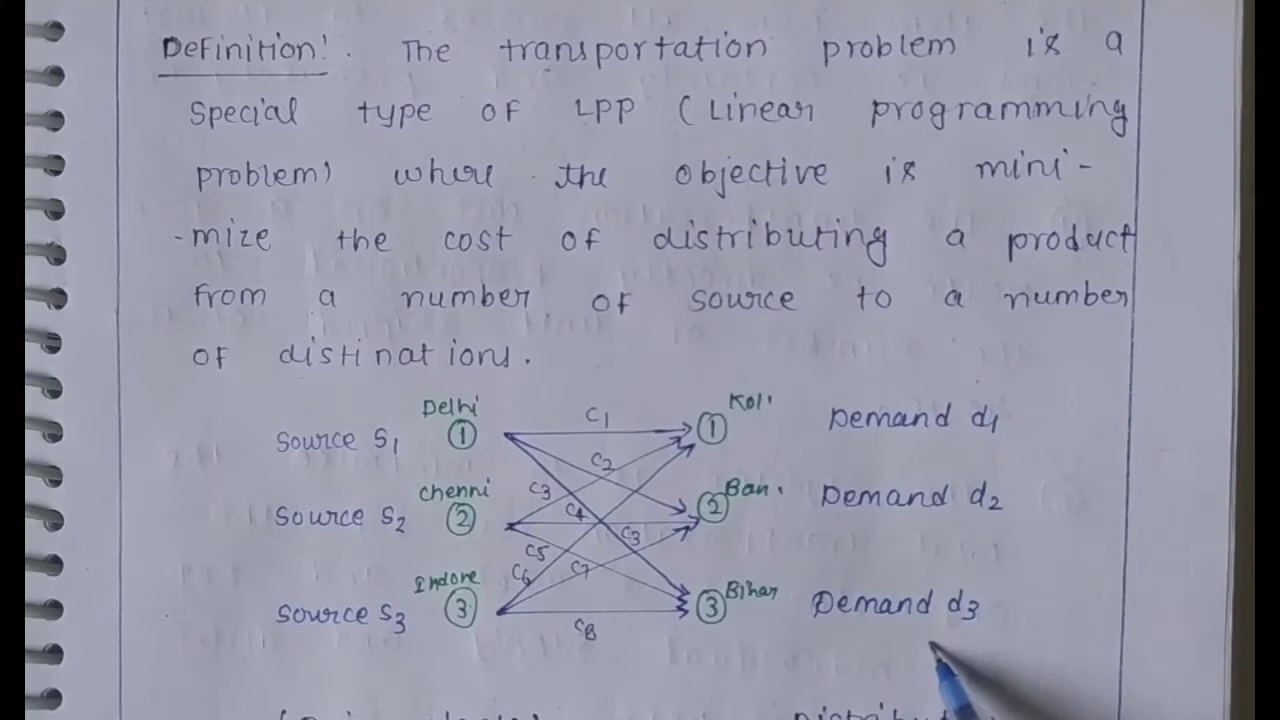 Definition:. The transportation problem is a
Special type of LPP (Linear programming
problem) where the objective is mini-
-mize the cost of distributing a product
from a number of source to a number
of distinations.
Source S1 Delhi 1 C1 1 Kol. Demand d1
C2
C3
Source S2 Chenni 2 C4 C3 2 Ban. Demand d2
C5
C6 C7
Source S3 Indore 3 C8 3 Bihar Demand d3